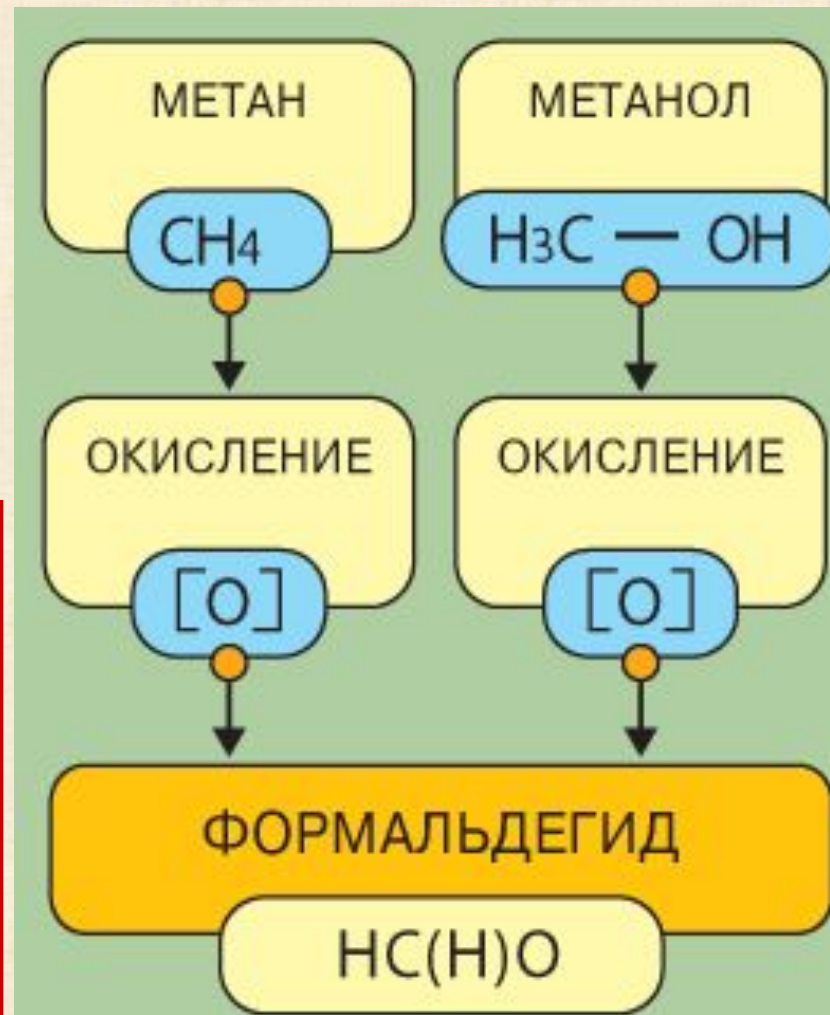 МЕТАН
CH4
ОКИСЛЕНИЕ
[O]
МЕТАНОЛ
H3C — OH
ОКИСЛЕНИЕ
[O]
ФОРМАЛЬДЕГИД
HC(H)O